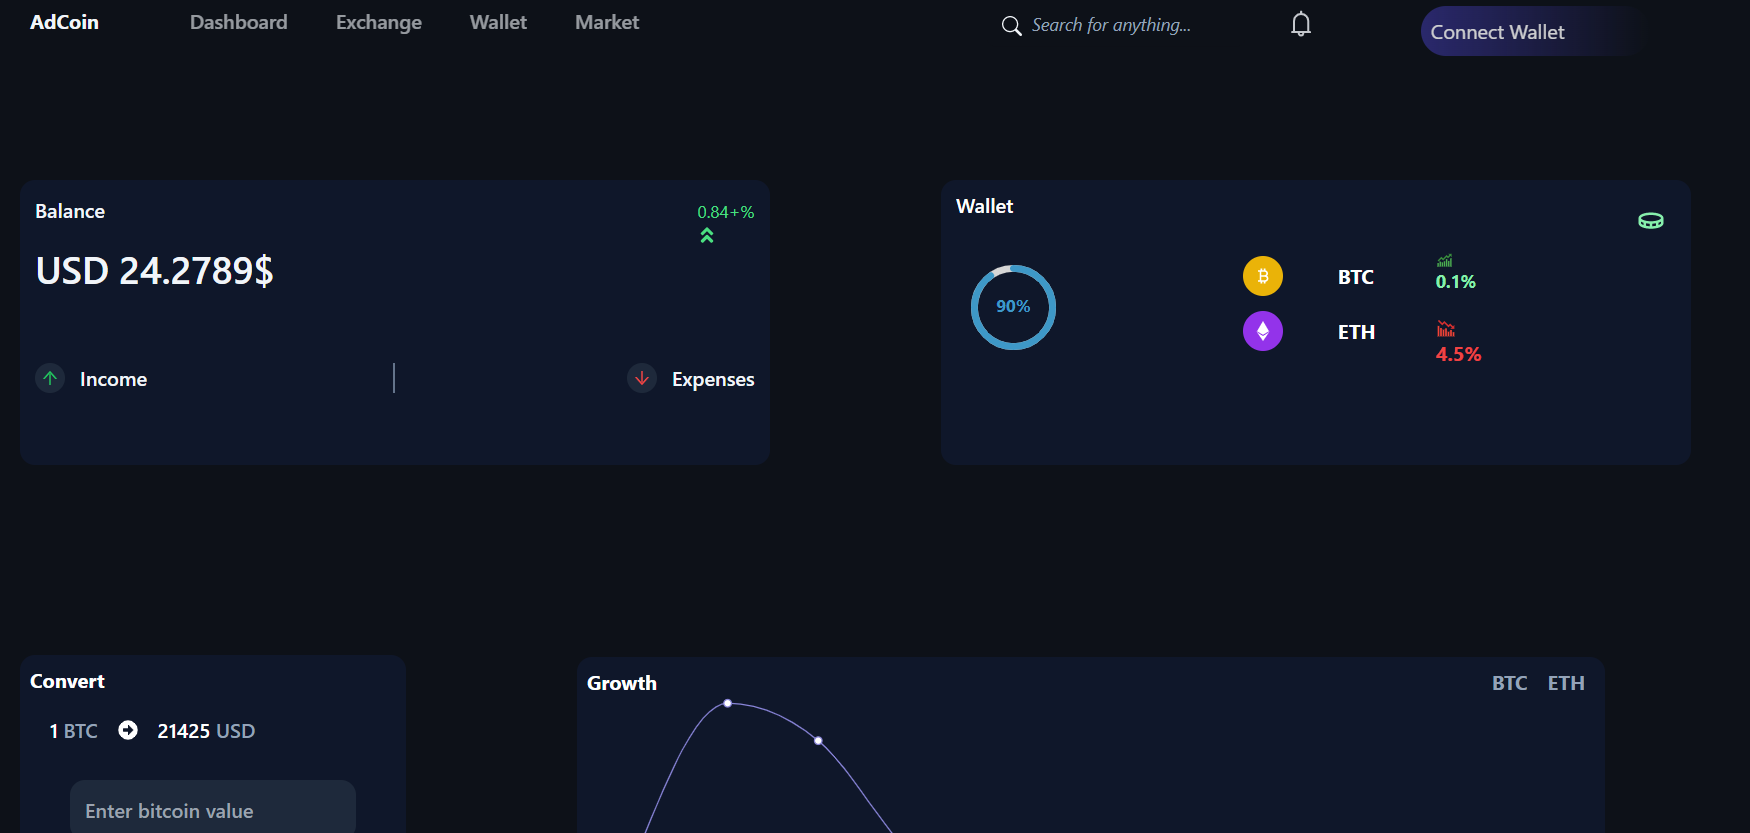 AdCoin Dashboard Exchange Wallet Market Search for anything... Connect Wallet
Balance
0.84+%
USD 24.2789$
Income
Expenses
Wallet
90%
BTC
0.1%
ETH
4.5%
Convert
1 BTC 21425 USD
Enter bitcoin value
Growth
BTC ETH